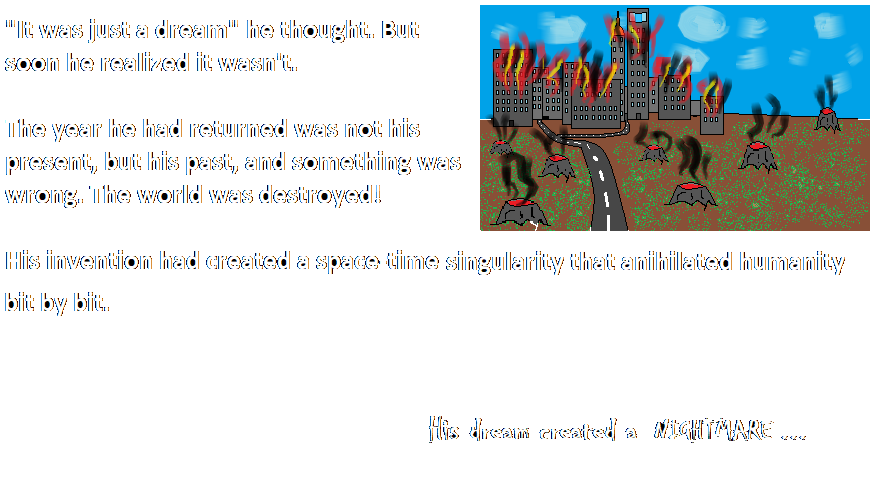 "It was just a dream" he thought. But
soon he realized it wasn't.
The year he had returned was not his
present, but his past, and something was
wrong. The world was destroyed!
His invention had created a space-time singularity that anihilated humanity
bit by bit.
His dream created a NIGHTMARE...